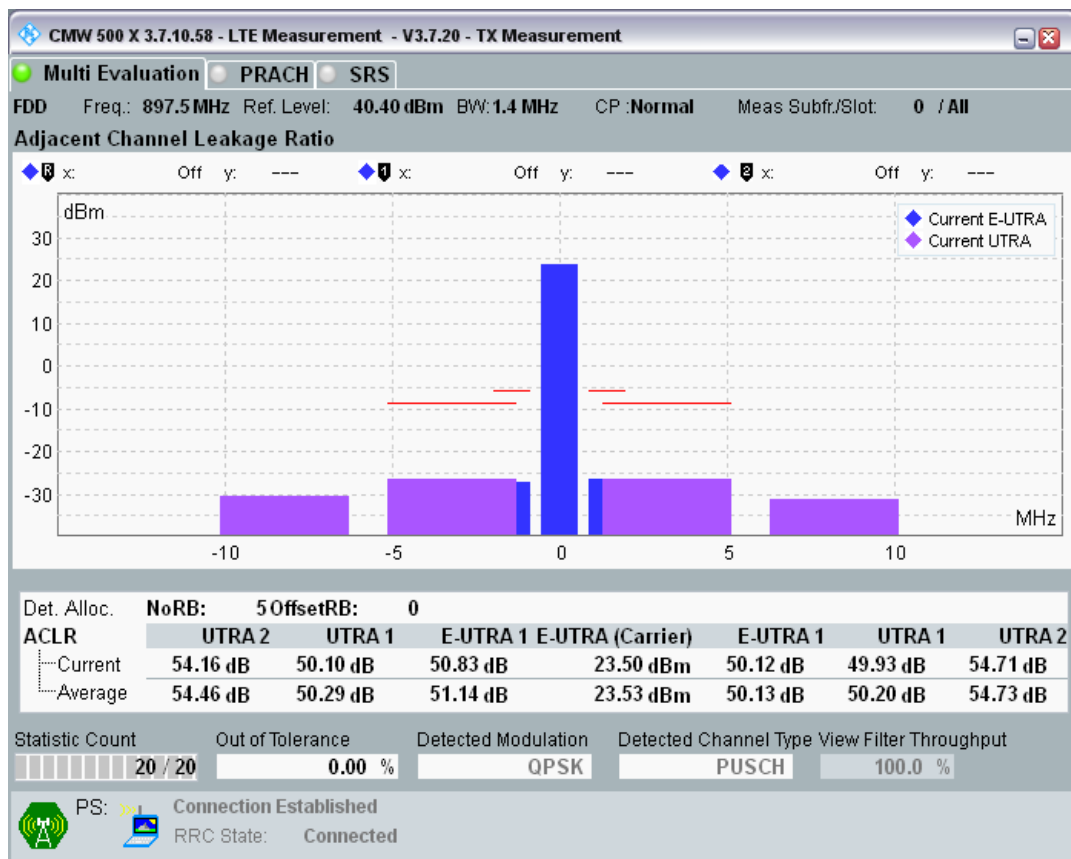 CMW 500 X 3.7.10.58 - LTE Measurement - V3.7.20 - TX Measurement
Multi Evaluation PRACH SRS
FDD Freq.: 897.5 MHz Ref. Level: 40.40 dBm BW: 1.4 MHz CP :Normal Meas Subfr./Slot: 0 / All
Adjacent Channel Leakage Ratio
R x: Off y: --- 1 x: Off y: --- 2 x: Off y: ---
dBm
Current E-UTRA
Current UTRA
30
20
10
0
-10
-20
-30
MHz
-10 -5 0 5 10
Det. Alloc. NoRB: 5 OffsetRB: 0
ACLR UTRA 2 UTRA 1 E-UTRA 1 E-UTRA (Carrier) E-UTRA 1 UTRA 1 UTRA 2
Current 54.16 dB 50.10 dB 50.83 dB 23.50 dBm 50.12 dB 49.93 dB 54.71 dB
Average 54.46 dB 50.29 dB 51.14 dB 23.53 dBm 50.13 dB 50.20 dB 54.73 dB
Statistic Count Out of Tolerance Detected Modulation Detected Channel Type View Filter Throughput
20 / 20 0.00 % QPSK PUSCH 100.0 %
PS: Connection Established
RRC State: Connected